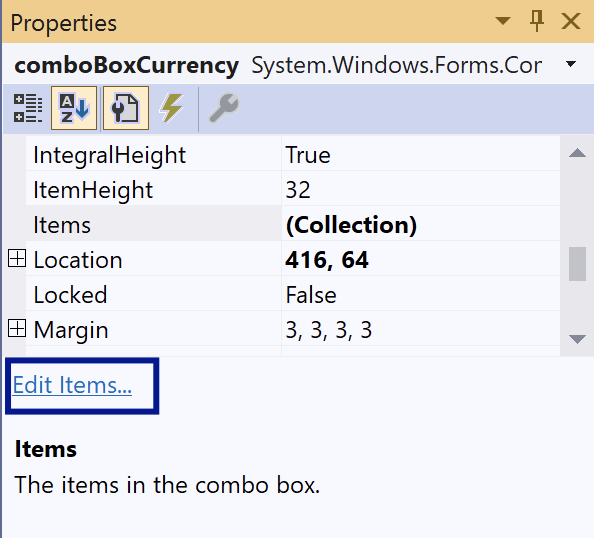 Properties
comboBoxCurrency System.Windows.Forms.Cor
A
Z
IntegralHeight True
ItemHeight 32
Items (Collection)
Location 416, 64
Locked False
Margin 3, 3, 3, 3
Edit Items...
Items
The items in the combo box.